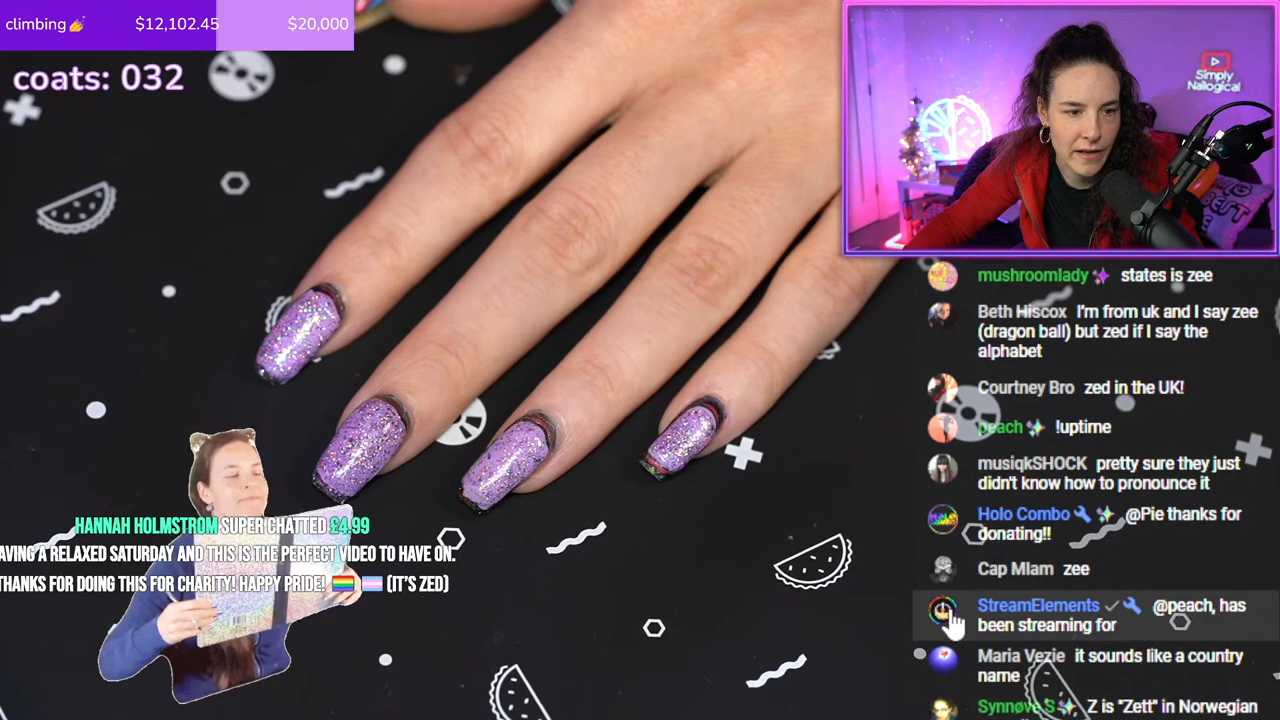 climbing💅 $12,102.45 $20,000
coats: 032
Simply
Nailogical
BEST
mushroomlady✨ states is zee
Beth Hiscox I'm from uk and I say zee
(dragon ball) but zed if I say the
alphabet
Courtney Bro zed in the UK!
peach✨ !uptime
musiqkSHOCK pretty sure they just
didn't know how to pronounce it
Holo Combo🔧✨ @Pie thanks for
donating!!
Cap Mlam zee
StreamElements✓🔧 @peach, has
been streaming for
Maria Vezie it sounds like a country
name
Synnøve S✨ Z is "Zett" in Norwegian
HANNAH HOLMSTROM SUPER CHATTED £4.99
AVING A RELAXED SATURDAY AND THIS IS THE PERFECT VIDEO TO HAVE ON.
THANKS FOR DOING THIS FOR CHARITY! HAPPY PRIDE! 🏳️‍🌈 🏳️‍⚧️ (IT'S ZED)